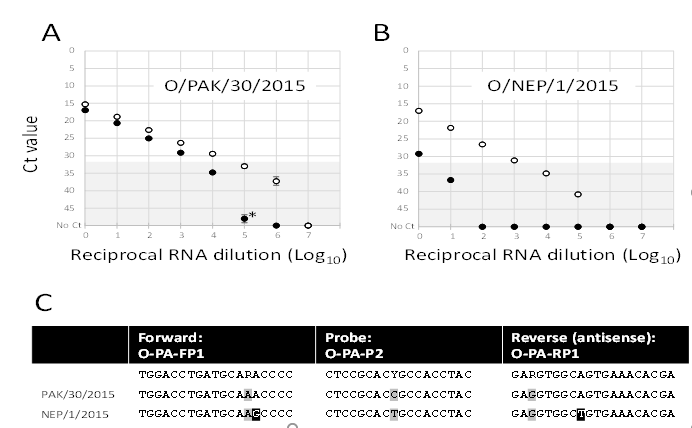 A
0
5
10
15
20
25
30
35
40
45
No Ct
Ct value
O/PAK/30/2015
*
0 1 2 3 4 5 6 7
Reciprocal RNA dilution (Log10)
B
0
5
10
15
20
25
30
35
40
45
No Ct
O/NEP/1/2015
0 1 2 3 4 5 6 7
Reciprocal RNA dilution (Log10)
C
Forward: Probe: Reverse (antisense):
O-PA-FP1 O-PA-P2 O-PA-RP1
TGGACCTGATGCARACCCC CTCCGCACYGCCACCTAC GARGTGGCAGTGAAACACGA
PAK/30/2015 TGGACCTGATGCAAACCCC CTCCGCACCGCCACCTAC GAGGTGGCAGTGAAACACGA
NEP/1/2015 TGGACCTGATGCAAGCCCC CTCCGCACTGCCACCTAC GAGGTGGCTGTGAAACACGA